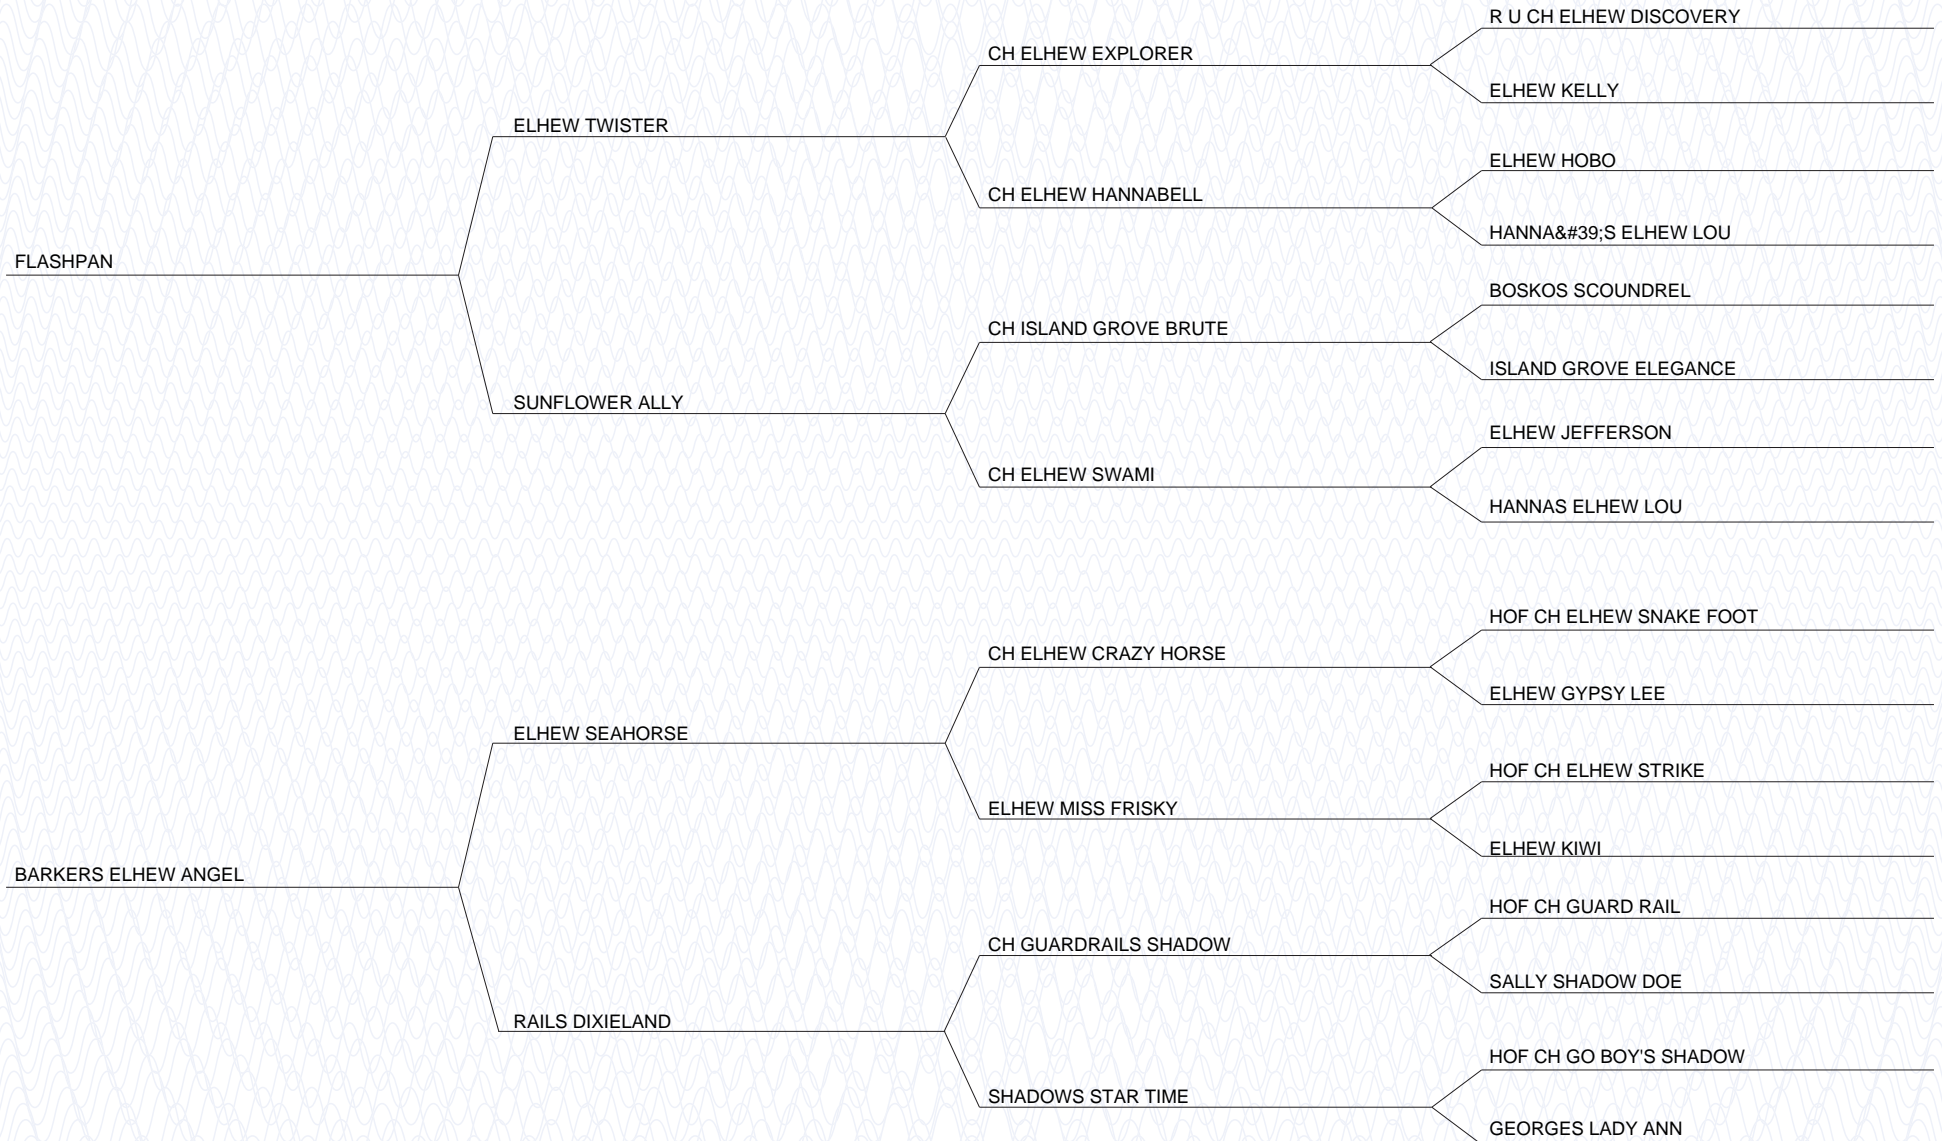 R U CH ELHEW DISCOVERY
CH ELHEW EXPLORER
ELHEW KELLY
ELHEW TWISTER
ELHEW HOBO
CH ELHEW HANNABELL
HANNA&#39;S ELHEW LOU
FLASHPAN
BOSKOS SCOUNDREL
CH ISLAND GROVE BRUTE
ISLAND GROVE ELEGANCE
SUNFLOWER ALLY
ELHEW JEFFERSON
CH ELHEW SWAMI
HANNAS ELHEW LOU
HOF CH ELHEW SNAKE FOOT
CH ELHEW CRAZY HORSE
ELHEW GYPSY LEE
ELHEW SEAHORSE
HOF CH ELHEW STRIKE
ELHEW MISS FRISKY
ELHEW KIWI
BARKERS ELHEW ANGEL
HOF CH GUARD RAIL
CH GUARDRAILS SHADOW
SALLY SHADOW DOE
RAILS DIXIELAND
HOF CH GO BOY'S SHADOW
SHADOWS STAR TIME
GEORGES LADY ANN